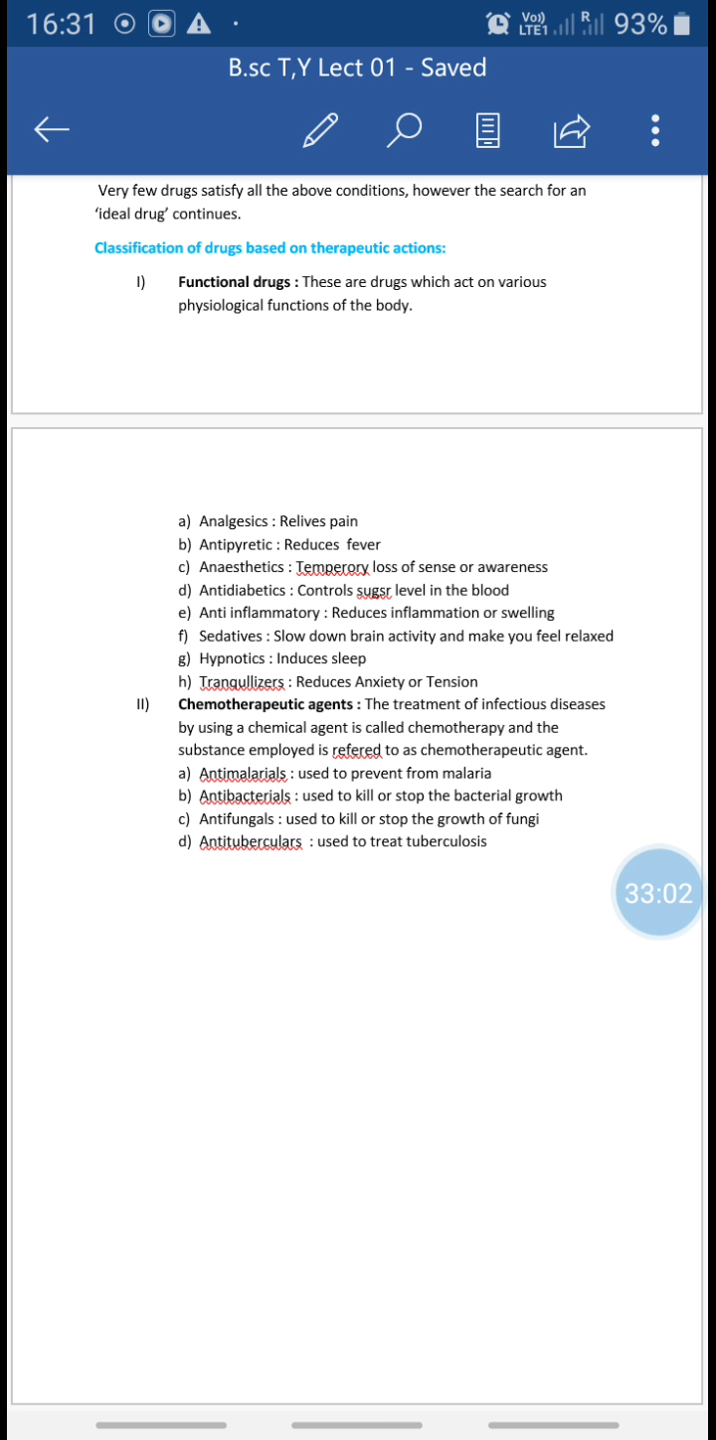 16:31
Vo)) LTE1 R 93%
B.sc T,Y Lect 01 - Saved
Very few drugs satisfy all the above conditions, however the search for an
‘ideal drug’ continues.
Classification of drugs based on therapeutic actions:
I) Functional drugs : These are drugs which act on various
physiological functions of the body.
a) Analgesics : Relives pain
b) Antipyretic : Reduces fever
c) Anaesthetics : Temperory loss of sense or awareness
d) Antidiabetics : Controls sugsr level in the blood
e) Anti inflammatory : Reduces inflammation or swelling
f) Sedatives : Slow down brain activity and make you feel relaxed
g) Hypnotics : Induces sleep
h) Tranqullizers : Reduces Anxiety or Tension
II) Chemotherapeutic agents : The treatment of infectious diseases
by using a chemical agent is called chemotherapy and the
substance employed is refered to as chemotherapeutic agent.
a) Antimalarials : used to prevent from malaria
b) Antibacterials : used to kill or stop the bacterial growth
c) Antifungals : used to kill or stop the growth of fungi
d) Antituberculars : used to treat tuberculosis
33:02